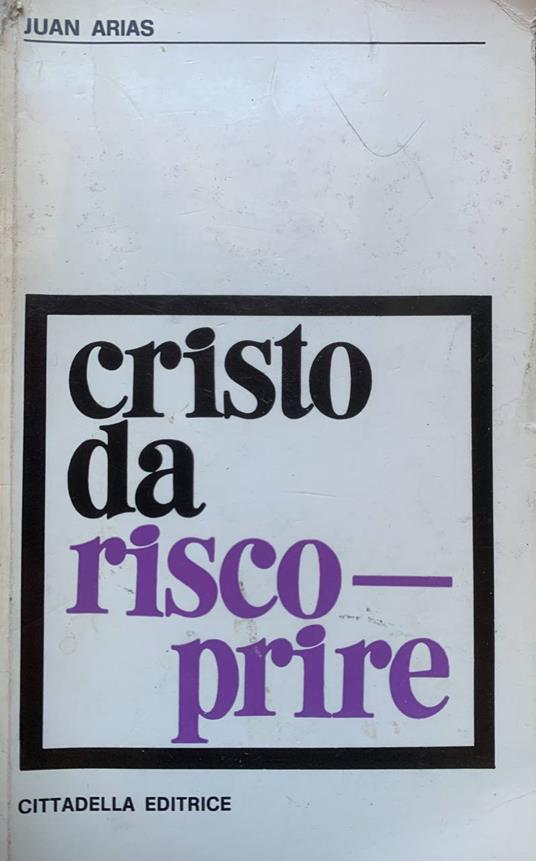 JUAN ARIAS
cristo
da
risco—
prire
CITTADELLA EDITRICE